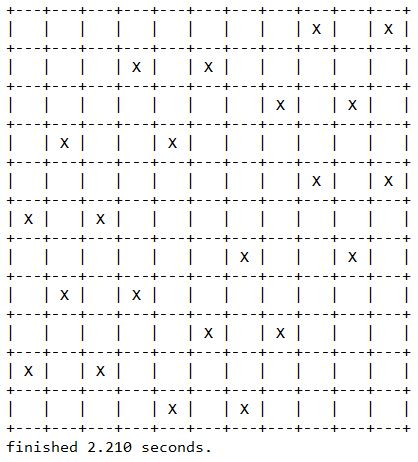 +---+---+---+---+---+---+---+---+---+---+---+
|   |   |   |   |   |   |   |   | x |   | x |
+---+---+---+---+---+---+---+---+---+---+---+
|   |   |   | x |   | x |   |   |   |   |   |
+---+---+---+---+---+---+---+---+---+---+---+
|   |   |   |   |   |   |   | x |   | x |   |
+---+---+---+---+---+---+---+---+---+---+---+
|   | x |   |   | x |   |   |   |   |   |   |
+---+---+---+---+---+---+---+---+---+---+---+
|   |   |   |   |   |   |   |   | x |   | x |
+---+---+---+---+---+---+---+---+---+---+---+
| x |   | x |   |   |   |   |   |   |   |   |
+---+---+---+---+---+---+---+---+---+---+---+
|   |   |   |   |   |   | x |   |   | x |   |
+---+---+---+---+---+---+---+---+---+---+---+
|   | x |   | x |   |   |   |   |   |   |   |
+---+---+---+---+---+---+---+---+---+---+---+
|   |   |   |   |   | x |   | x |   |   |   |
+---+---+---+---+---+---+---+---+---+---+---+
| x |   | x |   |   |   |   |   |   |   |   |
+---+---+---+---+---+---+---+---+---+---+---+
|   |   |   |   | x |   | x |   |   |   |   |
+---+---+---+---+---+---+---+---+---+---+---+
finished 2.210 seconds.